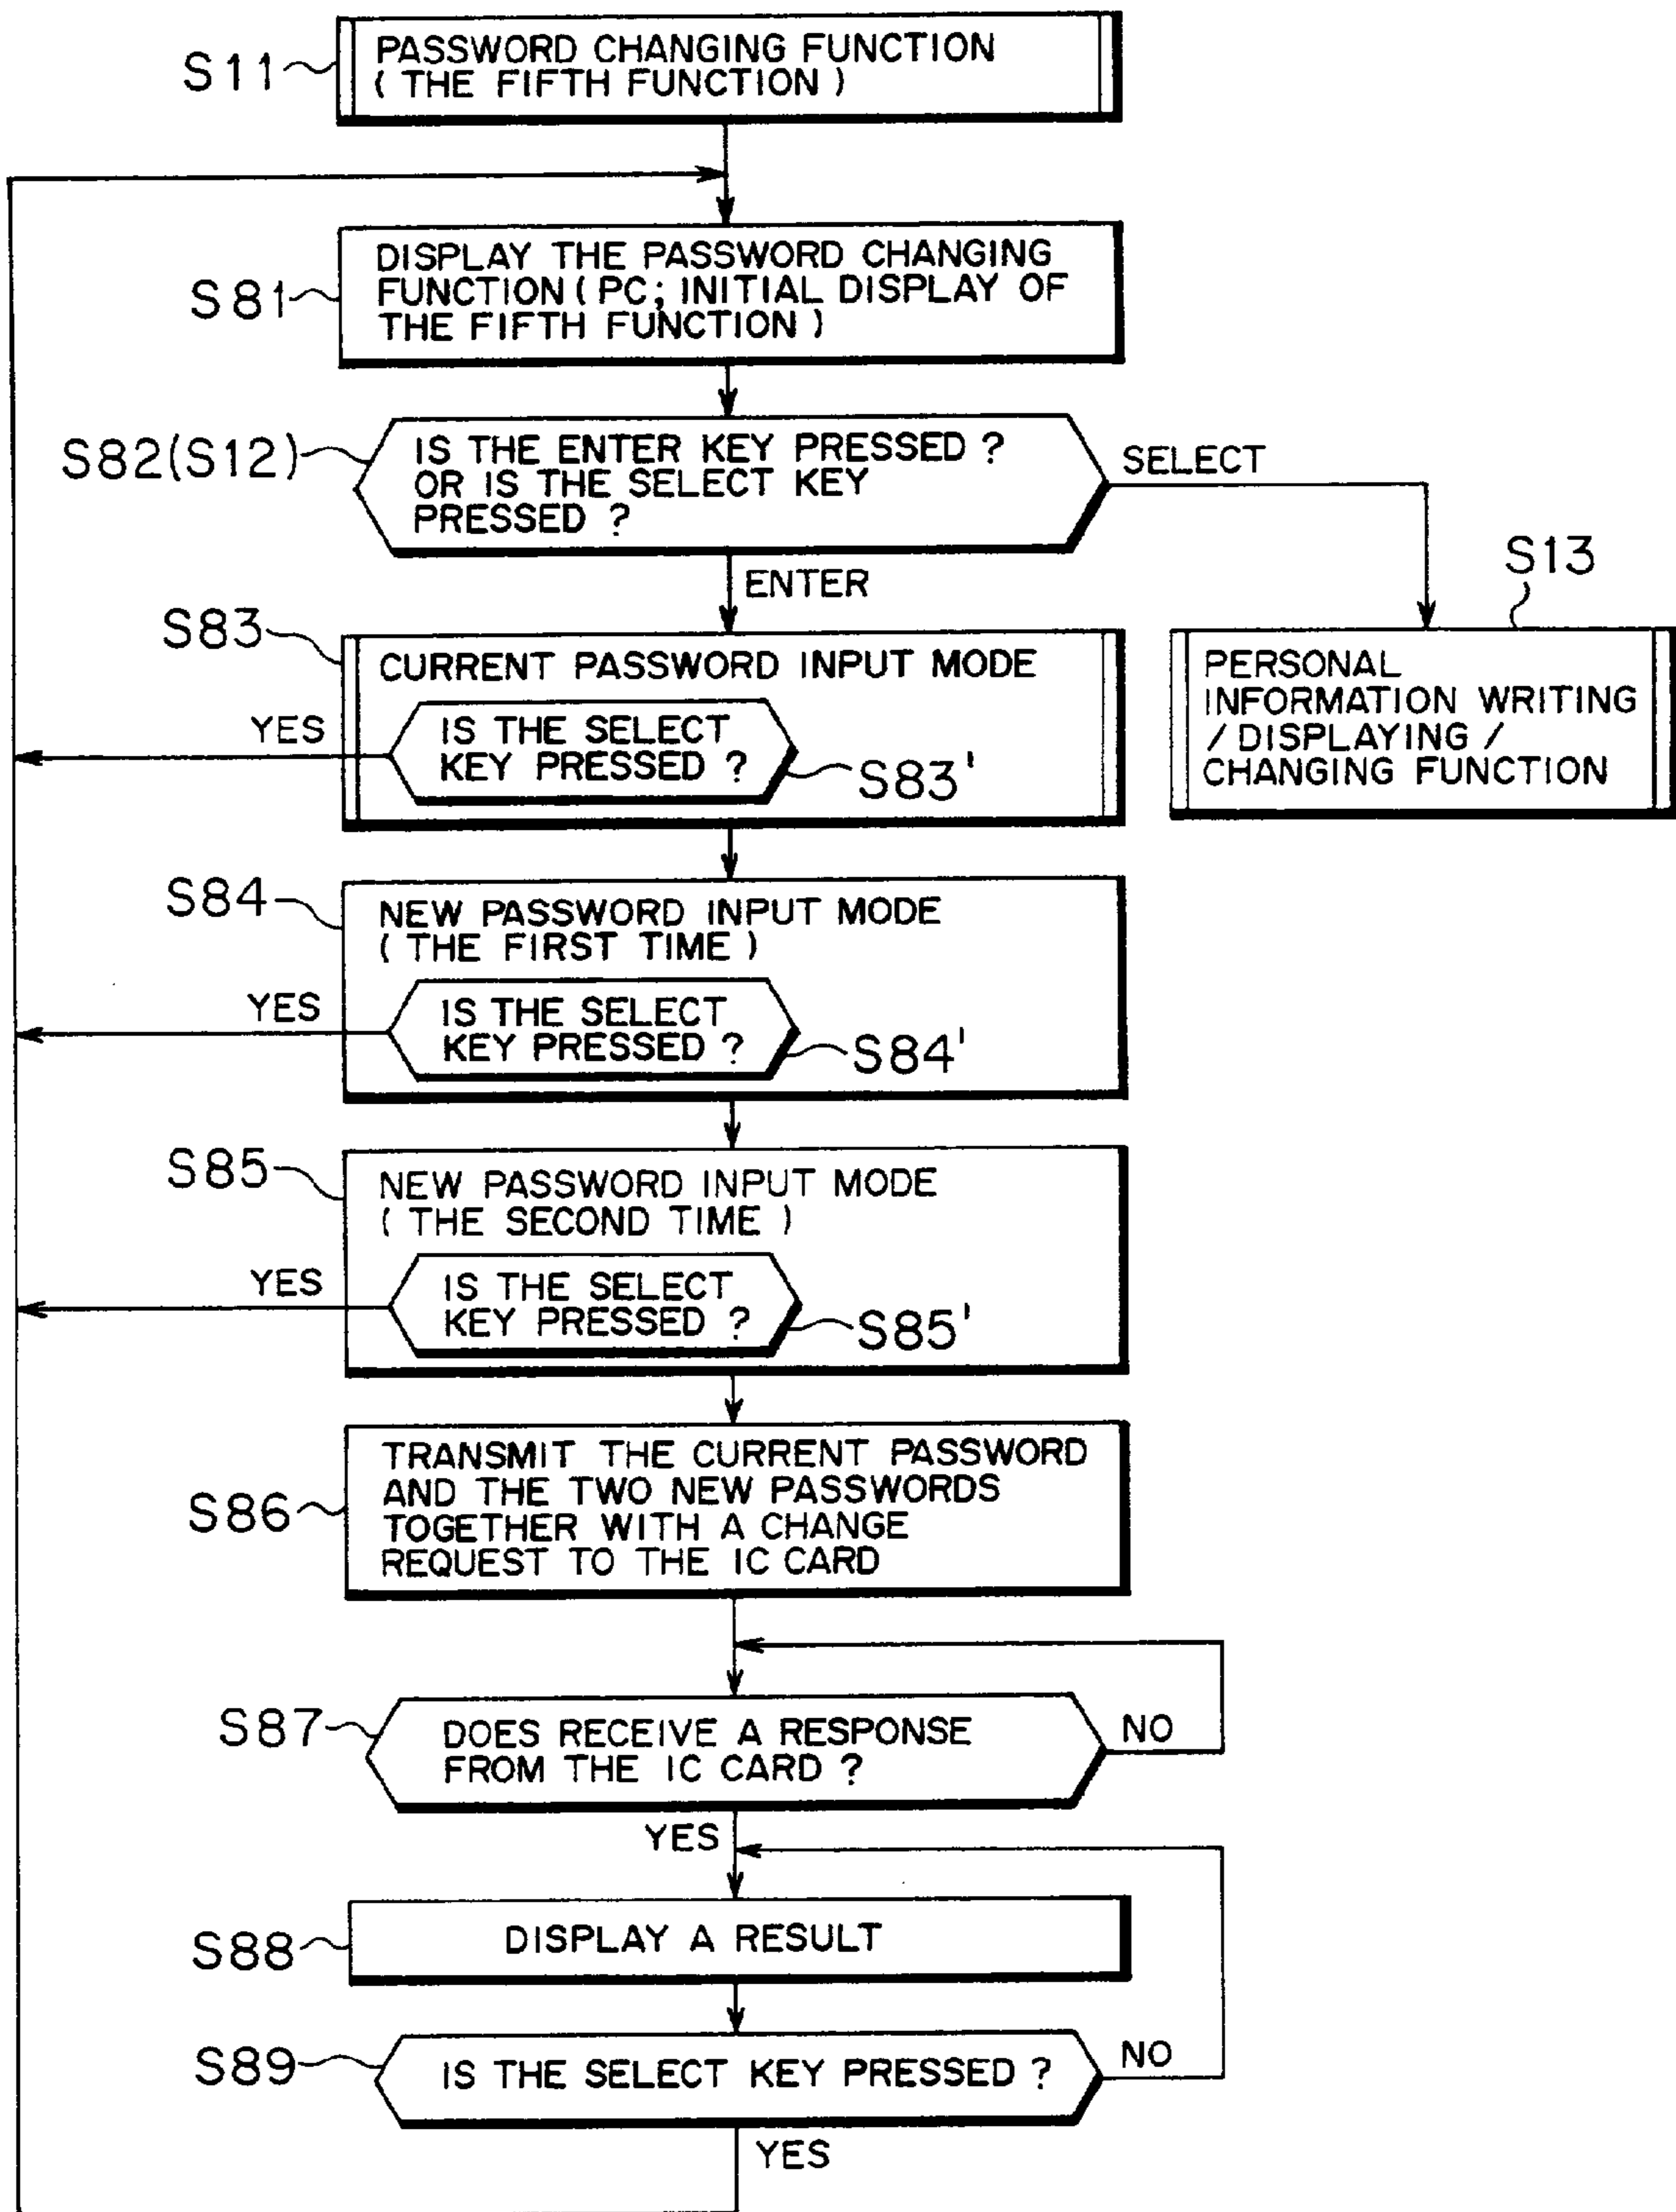 S11
PASSWORD CHANGING FUNCTION
( THE FIFTH FUNCTION )
S81
DISPLAY THE PASSWORD CHANGING
FUNCTION ( PC ; INITIAL DISPLAY OF
THE FIFTH FUNCTION )
S82(S12)
IS THE ENTER KEY PRESSED ?
OR IS THE SELECT KEY
PRESSED ?
SELECT
ENTER
S13
PERSONAL
INFORMATION WRITING
/ DISPLAYING /
CHANGING FUNCTION
S83
CURRENT PASSWORD INPUT MODE
YES
IS THE SELECT
KEY PRESSED ?
S83'
S84
NEW PASSWORD INPUT MODE
( THE FIRST TIME )
YES
IS THE SELECT
KEY PRESSED ?
S84'
S85
NEW PASSWORD INPUT MODE
( THE SECOND TIME )
YES
IS THE SELECT
KEY PRESSED ?
S85'
S86
TRANSMIT THE CURRENT PASSWORD
AND THE TWO NEW PASSWORDS
TOGETHER WITH A CHANGE
REQUEST TO THE IC CARD
S87
DOES RECEIVE A RESPONSE
FROM THE IC CARD ?
NO
YES
S88
DISPLAY A RESULT
S89
IS THE SELECT KEY PRESSED ?
NO
YES